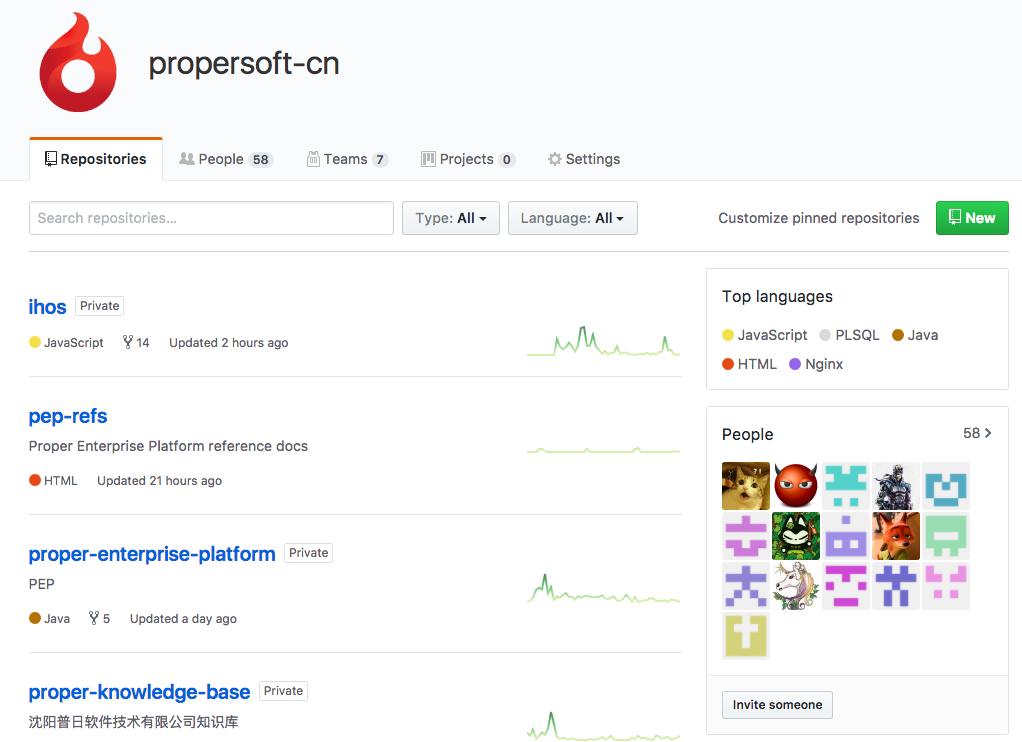 propersoft-cn
Repositories People 58 Teams 7 Projects 0 Settings
Search repositories... Type: All Language: All Customize pinned repositories New
ihos Private
JavaScript 14 Updated 2 hours ago
pep-refs
Proper Enterprise Platform reference docs
HTML Updated 21 hours ago
proper-enterprise-platform Private
PEP
Java 5 Updated a day ago
proper-knowledge-base Private
沈阳普日软件技术有限公司知识库
Top languages
JavaScript PLSQL Java
HTML Nginx
People 58
?!
Invite someone